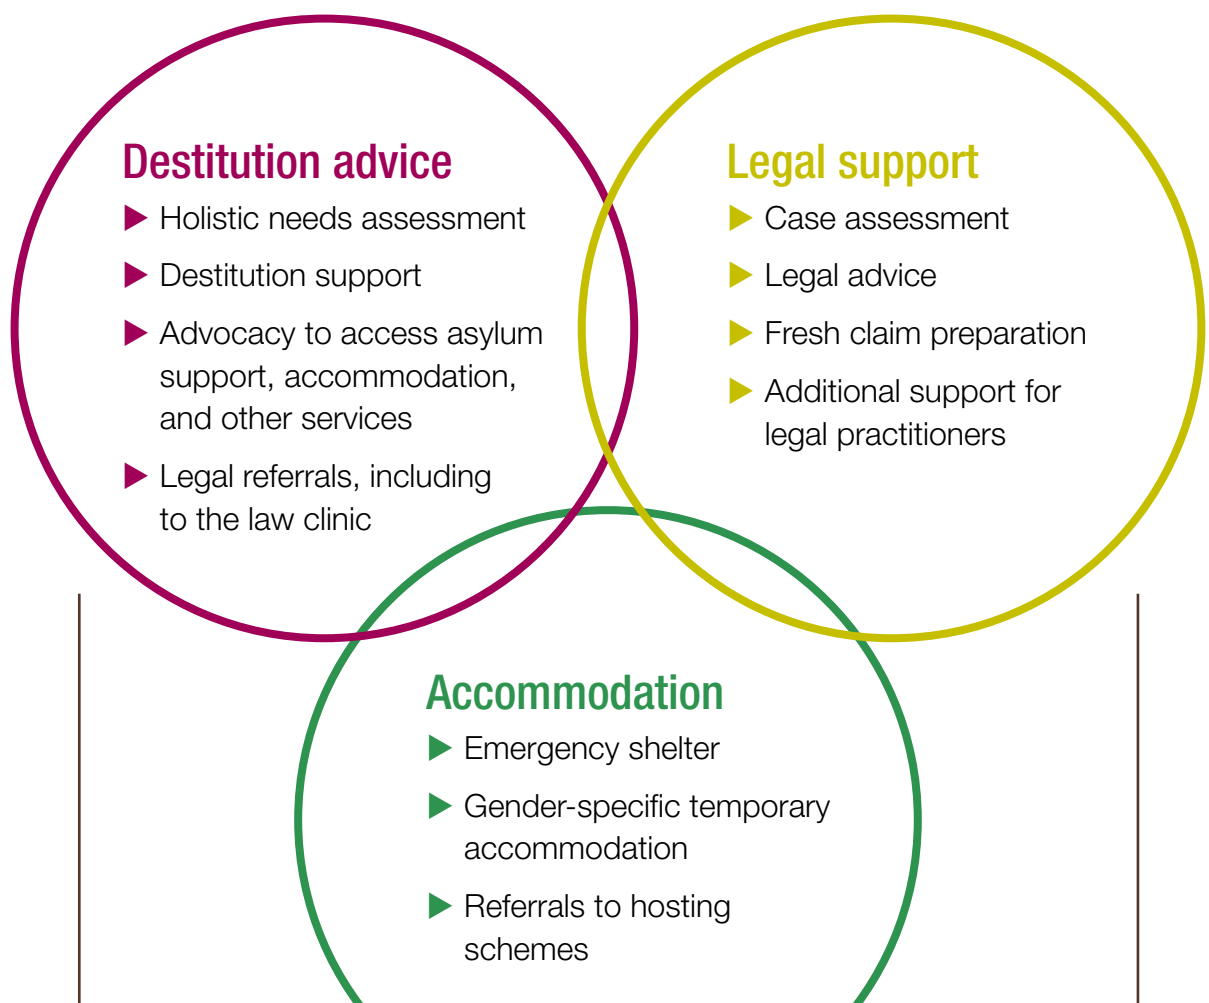 Destitution advice
▶ Holistic needs assessment
▶ Destitution support
▶ Advocacy to access asylum
support, accommodation,
and other services
▶ Legal referrals, including
to the law clinic
Legal support
▶ Case assessment
▶ Legal advice
▶ Fresh claim preparation
▶ Additional support for
legal practitioners
Accommodation
▶ Emergency shelter
▶ Gender-specific temporary
accommodation
▶ Referrals to hosting
schemes